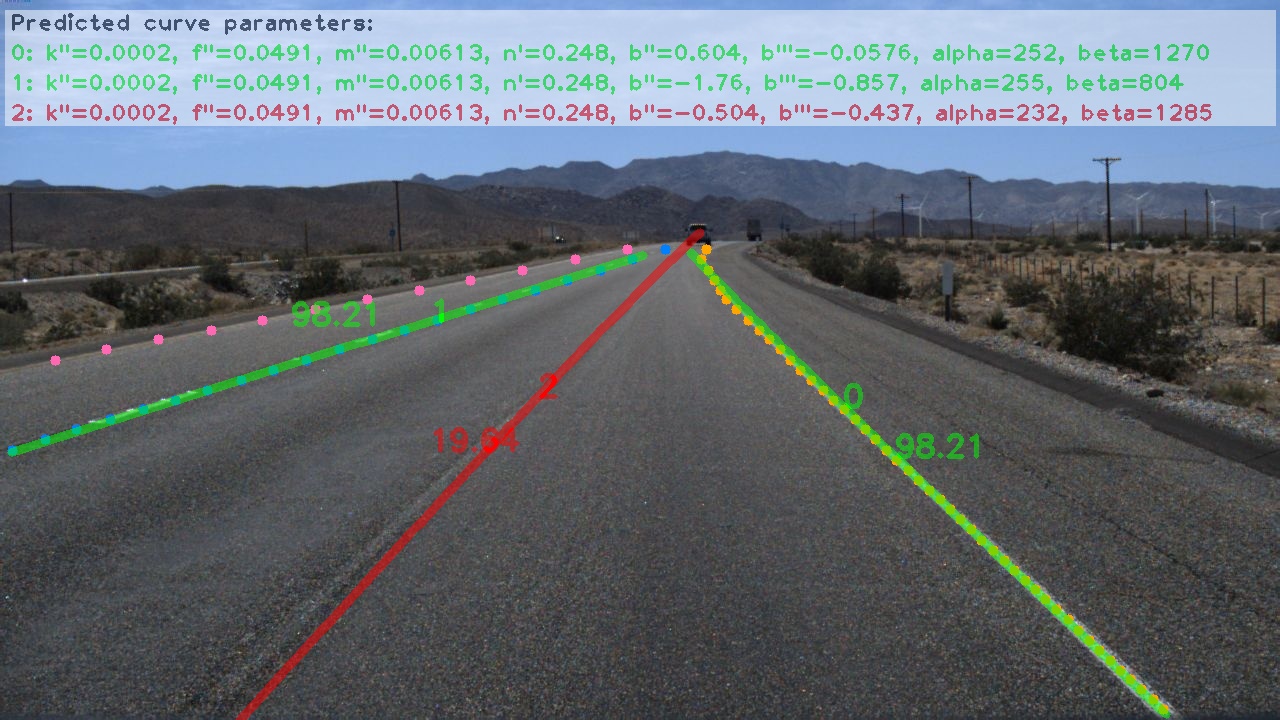 Predicted curve parameters:
0: k''=0.0002, f''=0.0491, m''=0.00613, n'=0.248, b''=0.604, b'''=-0.0576, alpha=252, beta=1270
1: k''=0.0002, f''=0.0491, m''=0.00613, n'=0.248, b''=-1.76, b'''=-0.857, alpha=255, beta=804
2: k''=0.0002, f''=0.0491, m''=0.00613, n'=0.248, b''=-0.504, b'''=-0.437, alpha=232, beta=1285
98.21
1
2
0
19.64
98.21